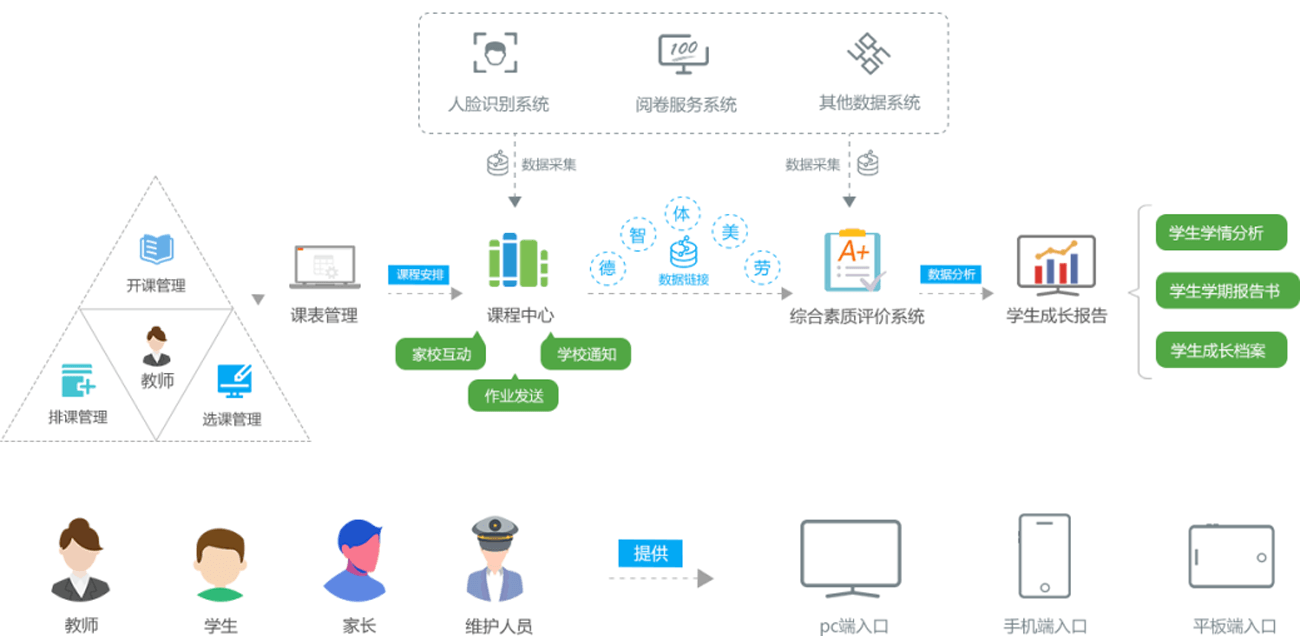 100
人脸识别系统
阅卷服务系统
其他数据系统
数据采集
数据采集
开课管理
教师
排课管理
选课管理
课表管理
课程安排
课程中心
家校互动
学校通知
作业发送
德
智
体
美
劳
数据链接
A+
综合素质评价系统
数据分析
学生成长报告
学生学情分析
学生学期报告书
学生成长档案
教师
学生
家长
维护人员
提供
pc端入口
手机端入口
平板端入口